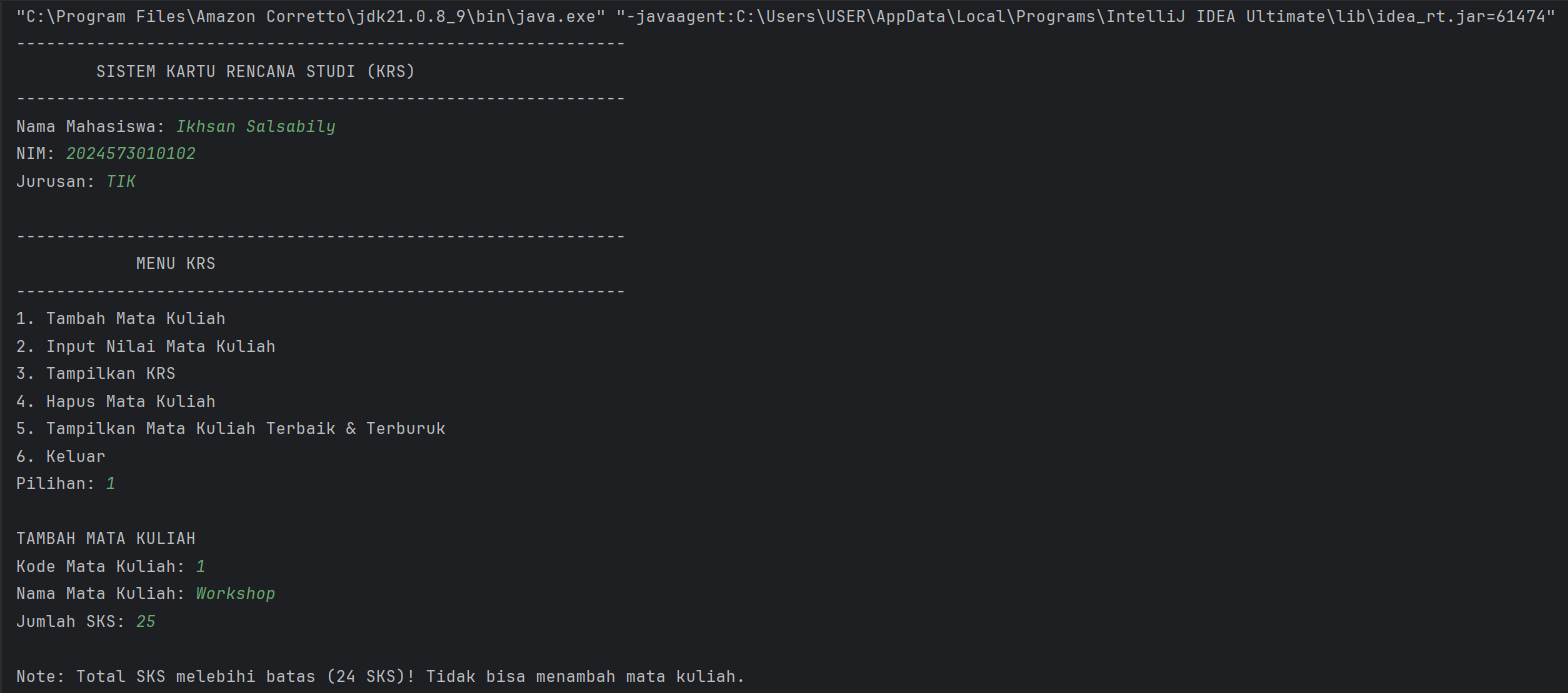 "C:\Program Files\Amazon Corretto\jdk21.0.8_9\bin\java.exe" "-javaagent:C:\Users\USER\AppData\Local\Programs\IntelliJ IDEA Ultimate\lib\idea_rt.jar=61474"
-------------------------------------------------------------
        SISTEM KARTU RENCANA STUDI (KRS)
-------------------------------------------------------------
Nama Mahasiswa: Ikhsan Salsabily
NIM: 2024573010102
Jurusan: TIK

-------------------------------------------------------------
            MENU KRS
-------------------------------------------------------------
1. Tambah Mata Kuliah
2. Input Nilai Mata Kuliah
3. Tampilkan KRS
4. Hapus Mata Kuliah
5. Tampilkan Mata Kuliah Terbaik & Terburuk
6. Keluar
Pilihan: 1

TAMBAH MATA KULIAH
Kode Mata Kuliah: 1
Nama Mata Kuliah: Workshop
Jumlah SKS: 25

Note: Total SKS melebihi batas (24 SKS)! Tidak bisa menambah mata kuliah.